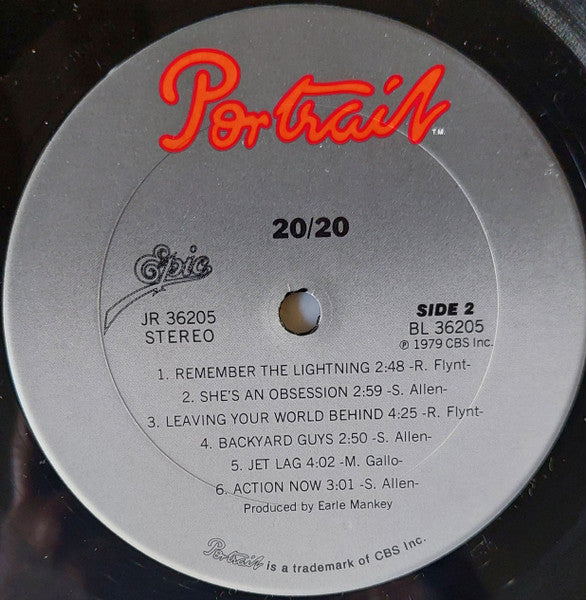 Portrait
T.M.
20/20
Epic
JR 36205
STEREO
SIDE 2
BL 36205
℗ 1979 CBS Inc.
1. REMEMBER THE LIGHTNING 2:48 -R. Flynt-
2. SHE'S AN OBSESSION 2:59 -S. Allen-
3. LEAVING YOUR WORLD BEHIND 4:25 -R. Flynt-
4. BACKYARD GUYS 2:50 -S. Allen-
5. JET LAG 4:02 -M. Gallo-
6. ACTION NOW 3:01 -S. Allen-
Produced by Earle Mankey
Portrait is a trademark of CBS Inc.